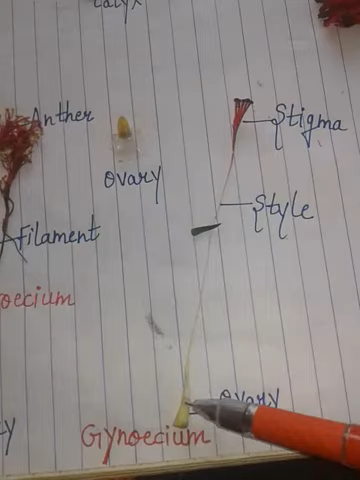 Anther
Stigma
Ovary
Style
filament
oecium
ovary
Gynoecium